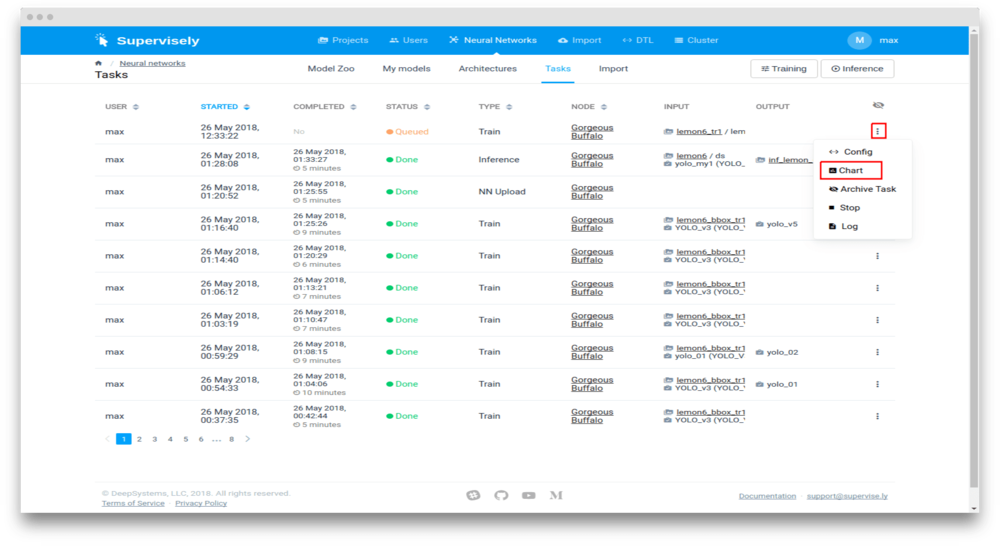 Supervisely
Projects Users Neural Networks Import DTL Cluster M max
/ Neural networks
Tasks
Model Zoo My models Architectures Tasks Import Training Inference
USER STARTED COMPLETED STATUS TYPE NODE INPUT OUTPUT
max 26 May 2018, 12:33:22 No Queued Train Gorgeous Buffalo lemon6_tr1 / lem
max 26 May 2018, 01:28:08 26 May 2018, 01:33:27 5 minutes Done Inference Gorgeous Buffalo lemon6 / ds yolo_my1 (YOLO_ inf_lemon_
max 26 May 2018, 01:20:52 26 May 2018, 01:25:55 5 minutes Done NN Upload Gorgeous Buffalo
max 26 May 2018, 01:16:40 26 May 2018, 01:25:26 9 minutes Done Train Gorgeous Buffalo lemon6_bbox_tr1 YOLO_v3 (YOLO_ yolo_v5
max 26 May 2018, 01:14:40 26 May 2018, 01:20:29 6 minutes Done Train Gorgeous Buffalo lemon6_bbox_tr1 YOLO_v3 (YOLO_
max 26 May 2018, 01:06:12 26 May 2018, 01:13:21 7 minutes Done Train Gorgeous Buffalo lemon6_bbox_tr1 YOLO_v3 (YOLO_
max 26 May 2018, 01:03:19 26 May 2018, 01:10:47 7 minutes Done Train Gorgeous Buffalo lemon6_bbox_tr1 YOLO_v3 (YOLO_
max 26 May 2018, 00:59:29 26 May 2018, 01:08:15 9 minutes Done Train Gorgeous Buffalo lemon6_bbox_tr1 yolo_01 (YOLO_V yolo_02
max 26 May 2018, 00:54:33 26 May 2018, 01:04:06 10 minutes Done Train Gorgeous Buffalo lemon6_bbox_tr1 YOLO_v3 (YOLO_ yolo_01
max 26 May 2018, 00:37:35 26 May 2018, 00:42:44 5 minutes Done Train Gorgeous Buffalo lemon6_bbox_tr1 YOLO_v3 (YOLO_
Config
Chart
Archive Task
Stop
Log
1 2 3 4 5 6 ... 8
© DeepSystems, LLC, 2018. All rights reserved.
Terms of Service · Privacy Policy
Documentation · support@supervise.ly